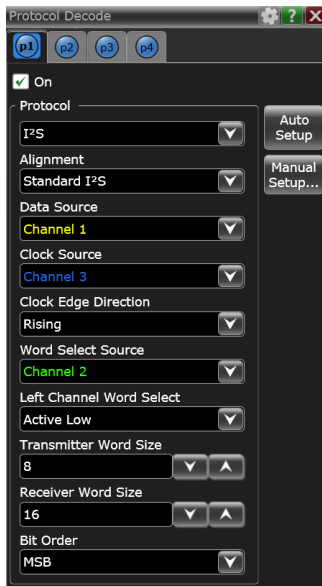 Protocol Decode
?
X
p1
p2
p3
p4
On
Protocol
I²S
Auto
Setup
Alignment
Standard I²S
Manual
Setup...
Data Source
Channel 1
Clock Source
Channel 3
Clock Edge Direction
Rising
Word Select Source
Channel 2
Left Channel Word Select
Active Low
Transmitter Word Size
8
Receiver Word Size
16
Bit Order
MSB